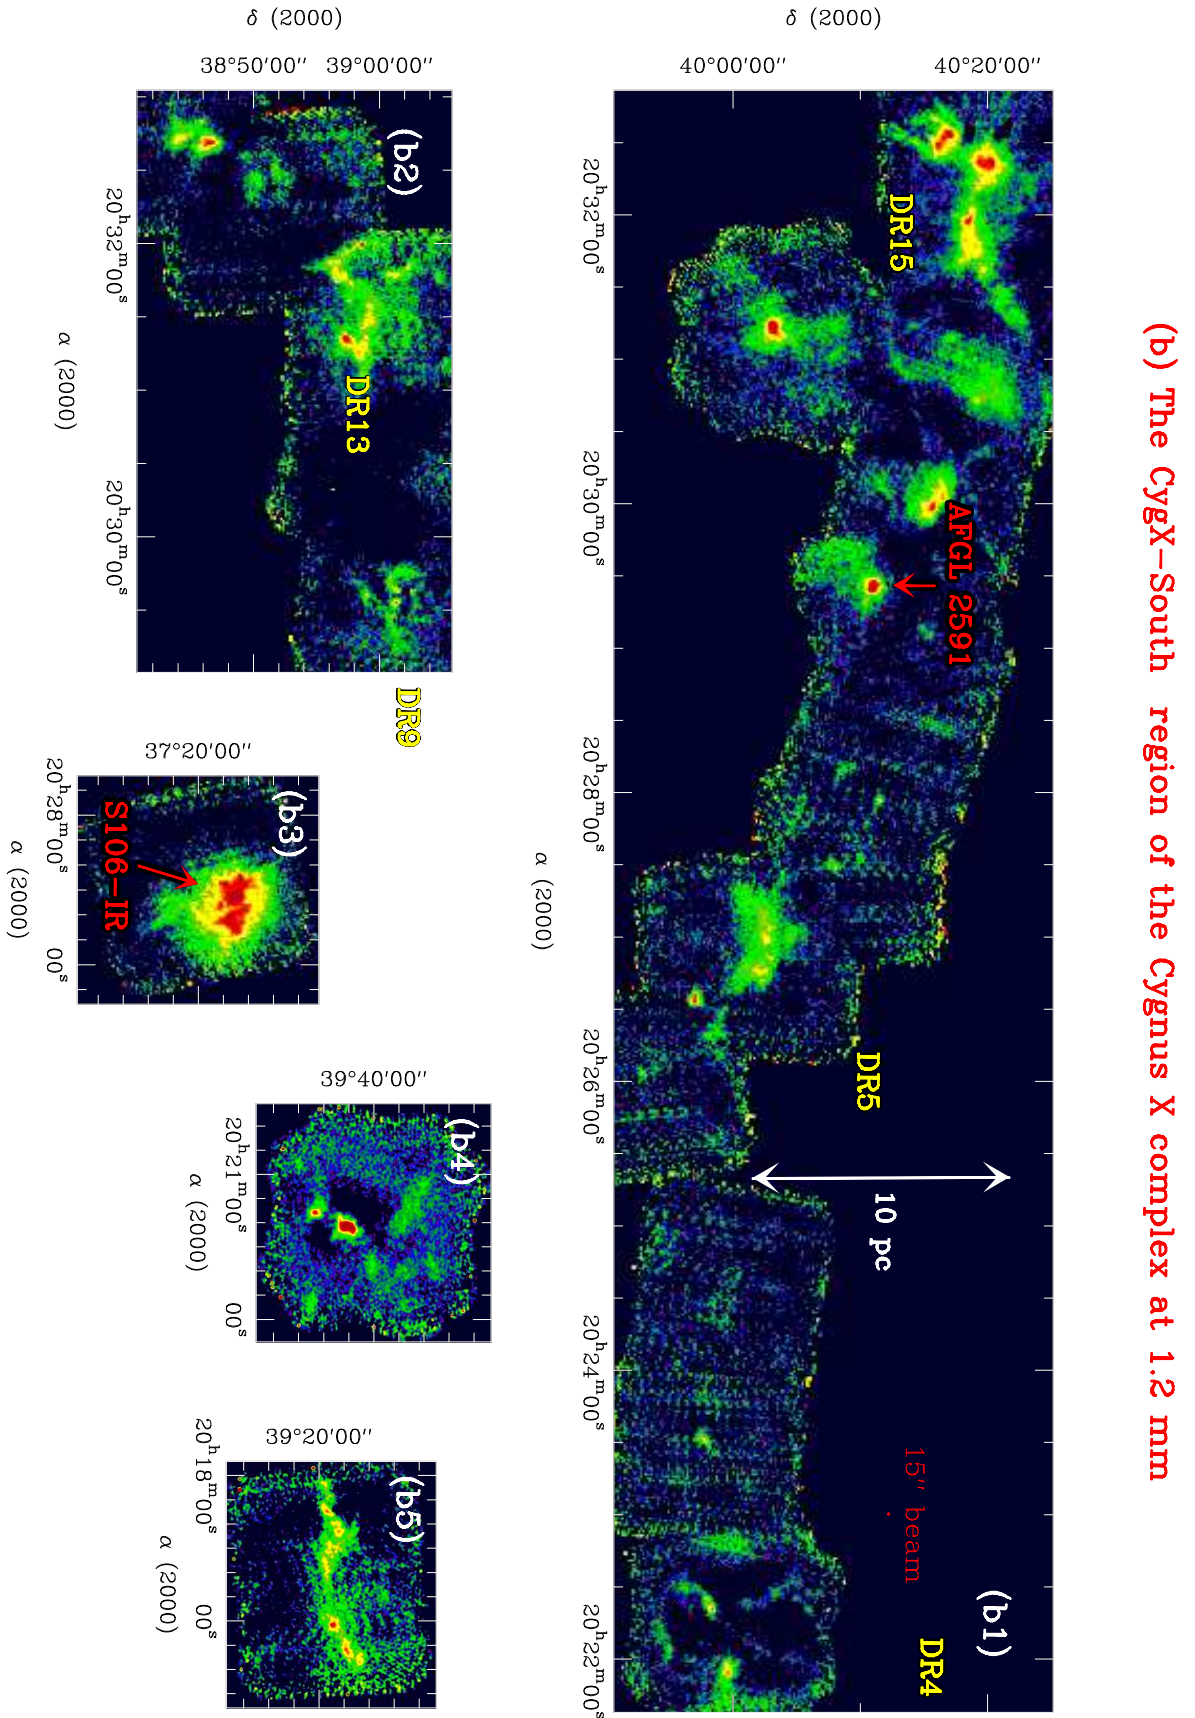 (b) The CygX-South region of the Cygnus X complex at 1.2 mm
(b1)
δ (2000)
40°20'00''
40°00'00''
DR15
AFGL 2591
DR5
10 pc
15'' beam
DR4
20h32m00s
20h30m00s
20h28m00s
20h26m00s
20h24m00s
20h22m00s
α (2000)
(b2)
δ (2000)
39°00'00''
38°50'00''
DR13
DR9
20h32m00s
20h30m00s
α (2000)
(b3)
37°20'00''
S106-IR
20h28m00s
00s
α (2000)
(b4)
39°40'00''
20h21m00s
00s
α (2000)
(b5)
39°20'00''
20h18m00s
00s
α (2000)